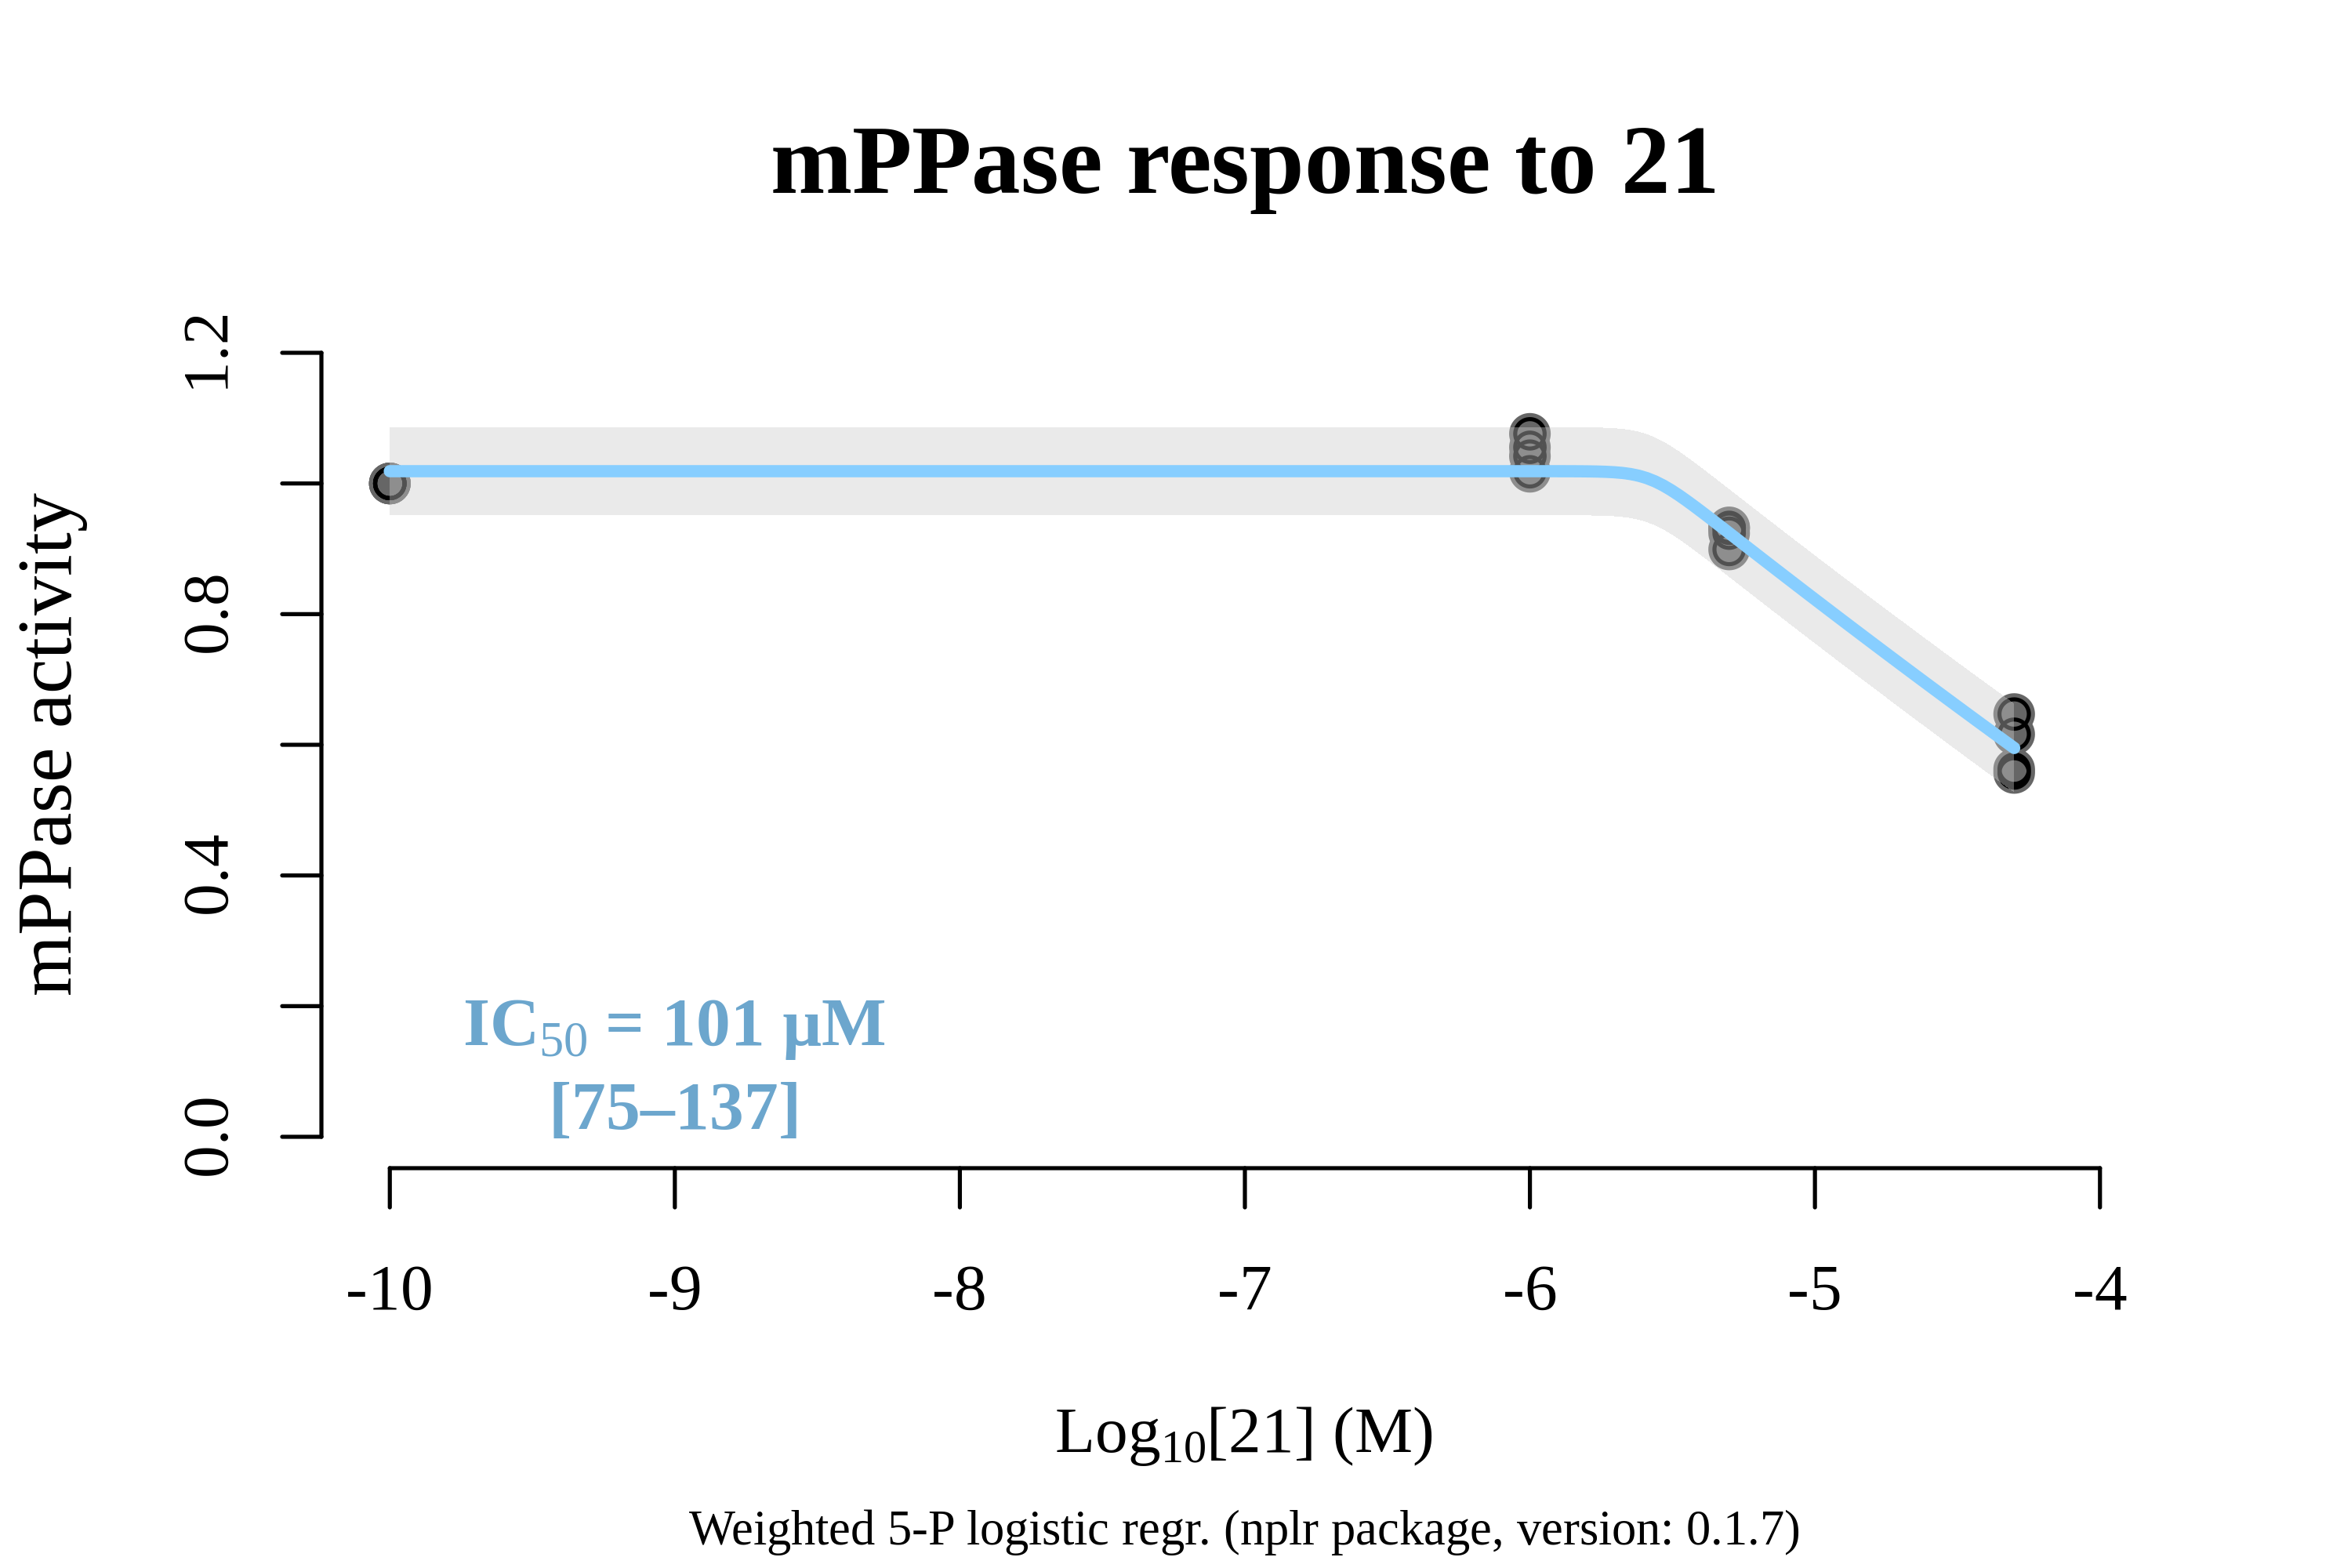 mPPase response to 21
mPPase activity
1.2
0.8
0.4
0.0
IC50 = 101 µM
[75–137]
-10 -9 -8 -7 -6 -5 -4
Log10[21] (M)
Weighted 5-P logistic regr. (nplr package, version: 0.1.7)